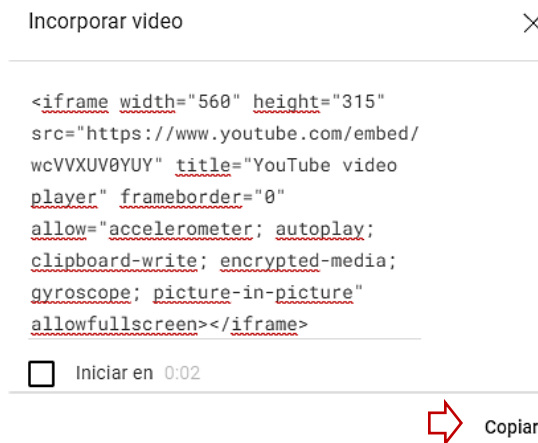 Incorporar video
<iframe width="560" height="315"
src="https://www.youtube.com/embed/
wcVVXUV0YUY" title="YouTube video
player" frameborder="0"
allow="accelerometer; autoplay;
clipboard-write; encrypted-media;
gyroscope; picture-in-picture"
allowfullscreen></iframe>
Iniciar en 0:02
Copiar